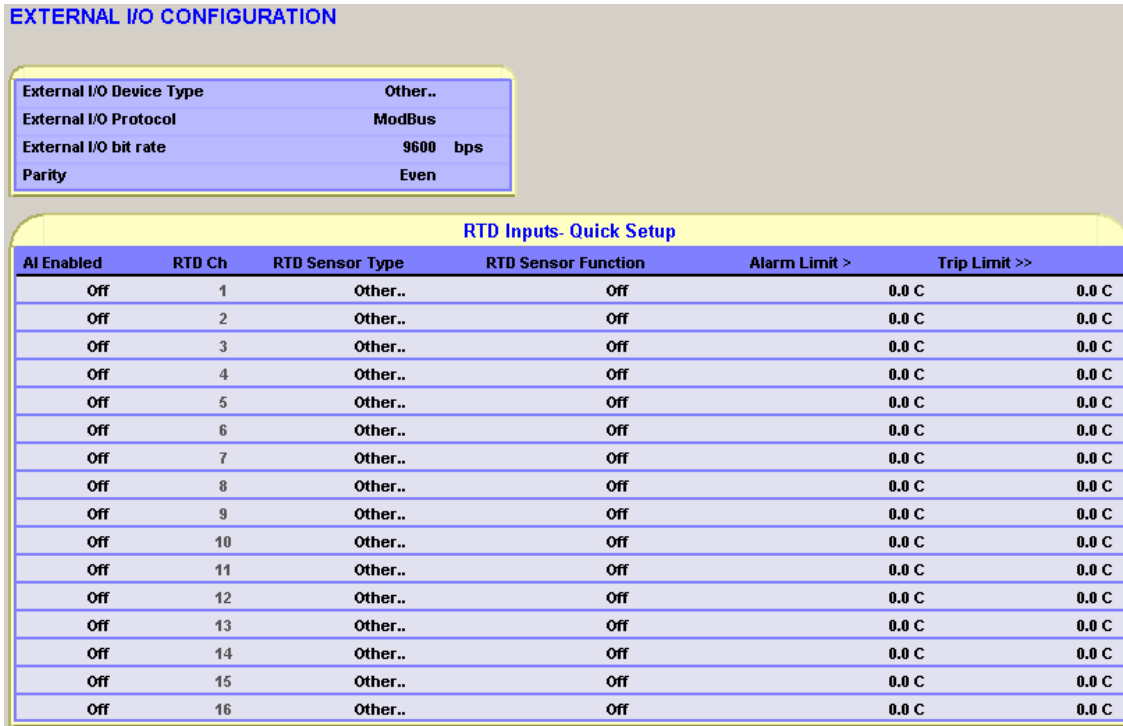 EXTERNAL I/O CONFIGURATION
External I/O Device Type Other..
External I/O Protocol ModBus
External I/O bit rate 9600 bps
Parity Even
RTD Inputs- Quick Setup
AI Enabled RTD Ch RTD Sensor Type RTD Sensor Function Alarm Limit > Trip Limit >>
Off 1 Other.. Off 0.0 C 0.0 C
Off 2 Other.. Off 0.0 C 0.0 C
Off 3 Other.. Off 0.0 C 0.0 C
Off 4 Other.. Off 0.0 C 0.0 C
Off 5 Other.. Off 0.0 C 0.0 C
Off 6 Other.. Off 0.0 C 0.0 C
Off 7 Other.. Off 0.0 C 0.0 C
Off 8 Other.. Off 0.0 C 0.0 C
Off 9 Other.. Off 0.0 C 0.0 C
Off 10 Other.. Off 0.0 C 0.0 C
Off 11 Other.. Off 0.0 C 0.0 C
Off 12 Other.. Off 0.0 C 0.0 C
Off 13 Other.. Off 0.0 C 0.0 C
Off 14 Other.. Off 0.0 C 0.0 C
Off 15 Other.. Off 0.0 C 0.0 C
Off 16 Other.. Off 0.0 C 0.0 C